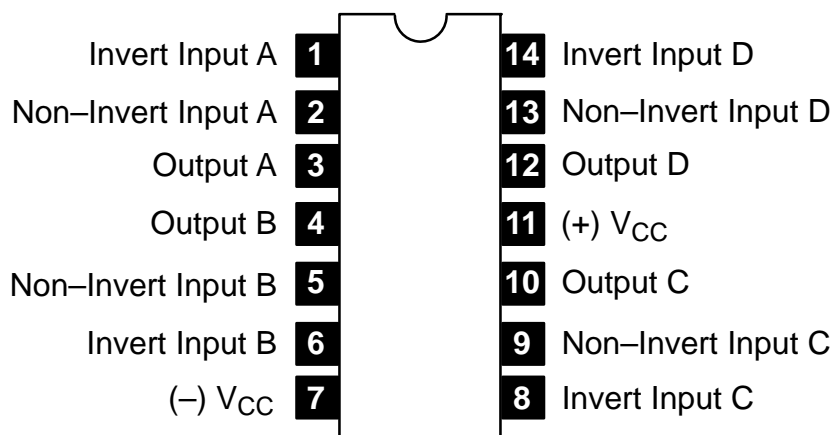 Invert Input A 1 14 Invert Input D
Non–Invert Input A 2 13 Non–Invert Input D
Output A 3 12 Output D
Output B 4 11 (+) VCC
Non–Invert Input B 5 10 Output C
Invert Input B 6 9 Non–Invert Input C
(–) VCC 7 8 Invert Input C